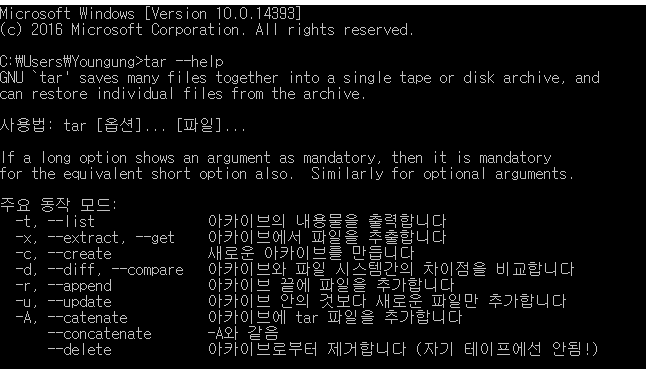 Microsoft Windows [Version 10.0.14393]
(c) 2016 Microsoft Corporation. All rights reserved.
C:₩Users₩Youngung>tar --help
GNU `tar' saves many files together into a single tape or disk archive, and
can restore individual files from the archive.
사용법: tar [옵션]... [파일]...
If a long option shows an argument as mandatory, then it is mandatory
for the equivalent short option also.  Similarly for optional arguments.
주요 동작 모드:
-t, --list 아카이브의 내용물을 출력합니다
-x, --extract, --get 아카이브에서 파일을 추출합니다
-c, --create 새로운 아카이브를 만듭니다
-d, --diff, --compare 아카이브와 파일 시스템간의 차이점을 비교합니다
-r, --append 아카이브 끝에 파일을 추가합니다
-u, --update 아카이브 안의 것보다 새로운 파일만 추가합니다
-A, --catenate 아카이브에 tar 파일을 추가합니다
--concatenate -A와 같음
--delete 아카이브로부터 제거합니다 (자기 테이프에선 안됨!)